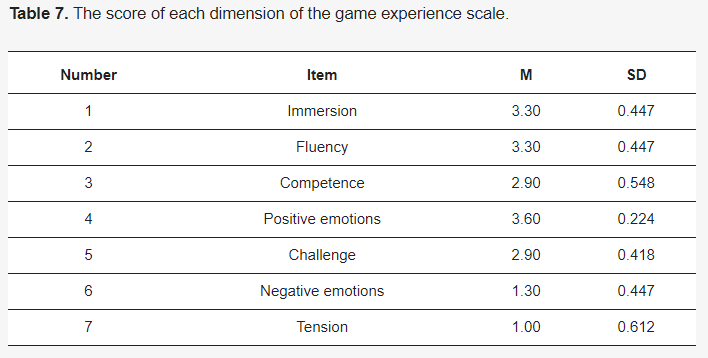 Table 7. The score of each dimension of the game experience scale.
Number Item M SD
1 Immersion 3.30 0.447
2 Fluency 3.30 0.447
3 Competence 2.90 0.548
4 Positive emotions 3.60 0.224
5 Challenge 2.90 0.418
6 Negative emotions 1.30 0.447
7 Tension 1.00 0.612